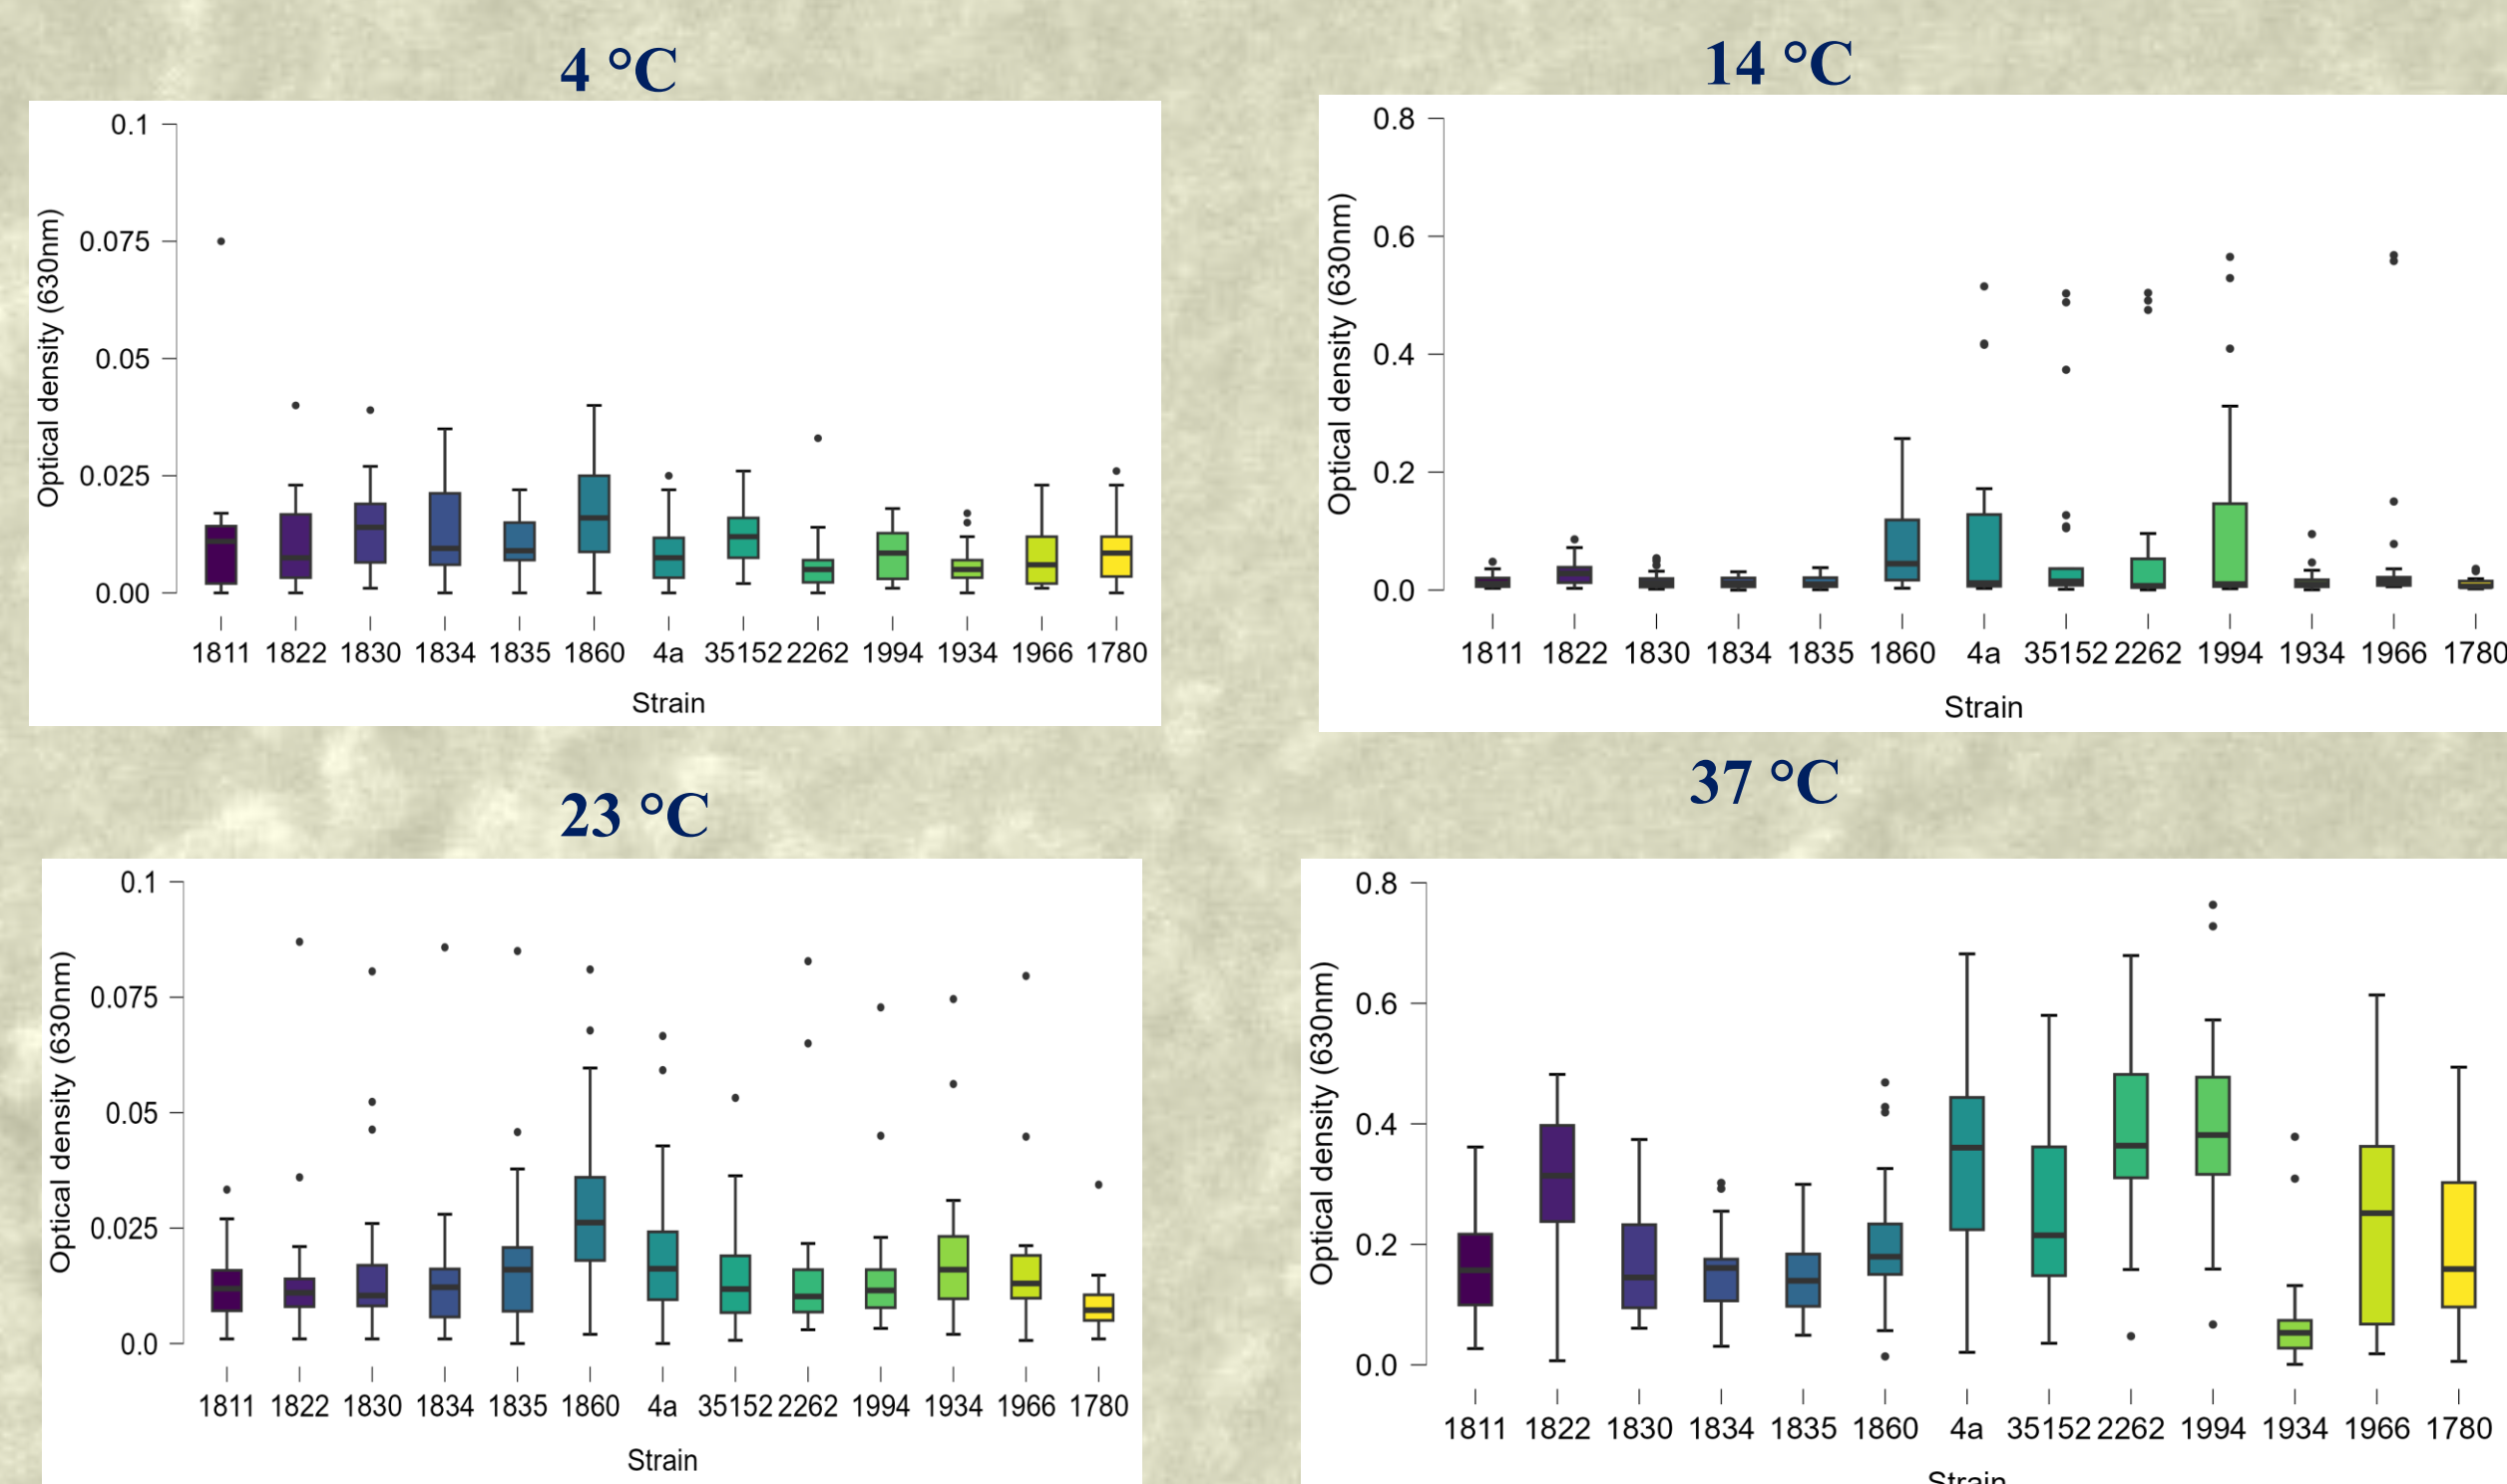 4 °C
0.1
0.075
0.05
0.025
0.00
Optical density (630nm)
1811 1822 1830 1834 1835 1860 4a 35152 2262 1994 1934 1966 1780
Strain
14 °C
0.8
0.6
0.4
0.2
0.0
Optical density (630nm)
1811 1822 1830 1834 1835 1860 4a 35152 2262 1994 1934 1966 1780
Strain
23 °C
0.1
0.075
0.05
0.025
0.0
Optical density (630nm)
1811 1822 1830 1834 1835 1860 4a 35152 2262 1994 1934 1966 1780
Strain
37 °C
0.8
0.6
0.4
0.2
0.0
Optical density (630nm)
1811 1822 1830 1834 1835 1860 4a 35152 2262 1994 1934 1966 1780
Strain